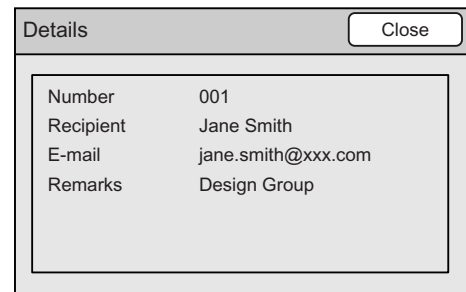 Details Close
Number 001
Recipient Jane Smith
E-mail jane.smith@xxx.com
Remarks Design Group